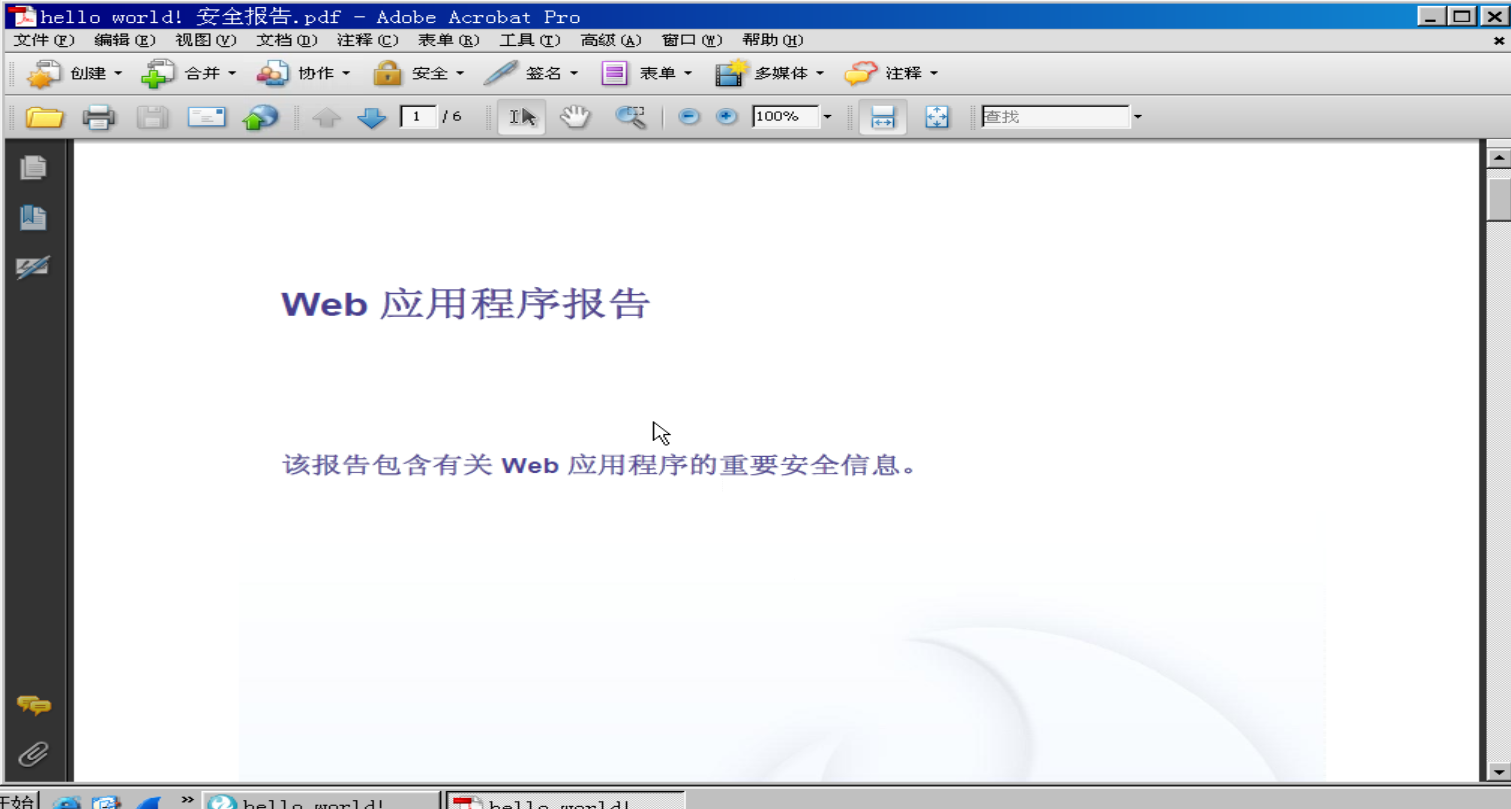 hello world! 安全报告.pdf - Adobe Acrobat Pro
文件(F) 编辑(E) 视图(V) 文档(D) 注释(C) 表单(R) 工具(T) 高级(A) 窗口(W) 帮助(H)
创建 合并 协作 安全 签名 表单 多媒体 注释
1 / 6 100% 查找
Web 应用程序报告
该报告包含有关 Web 应用程序的重要安全信息。
开始 » hello world! hello world!